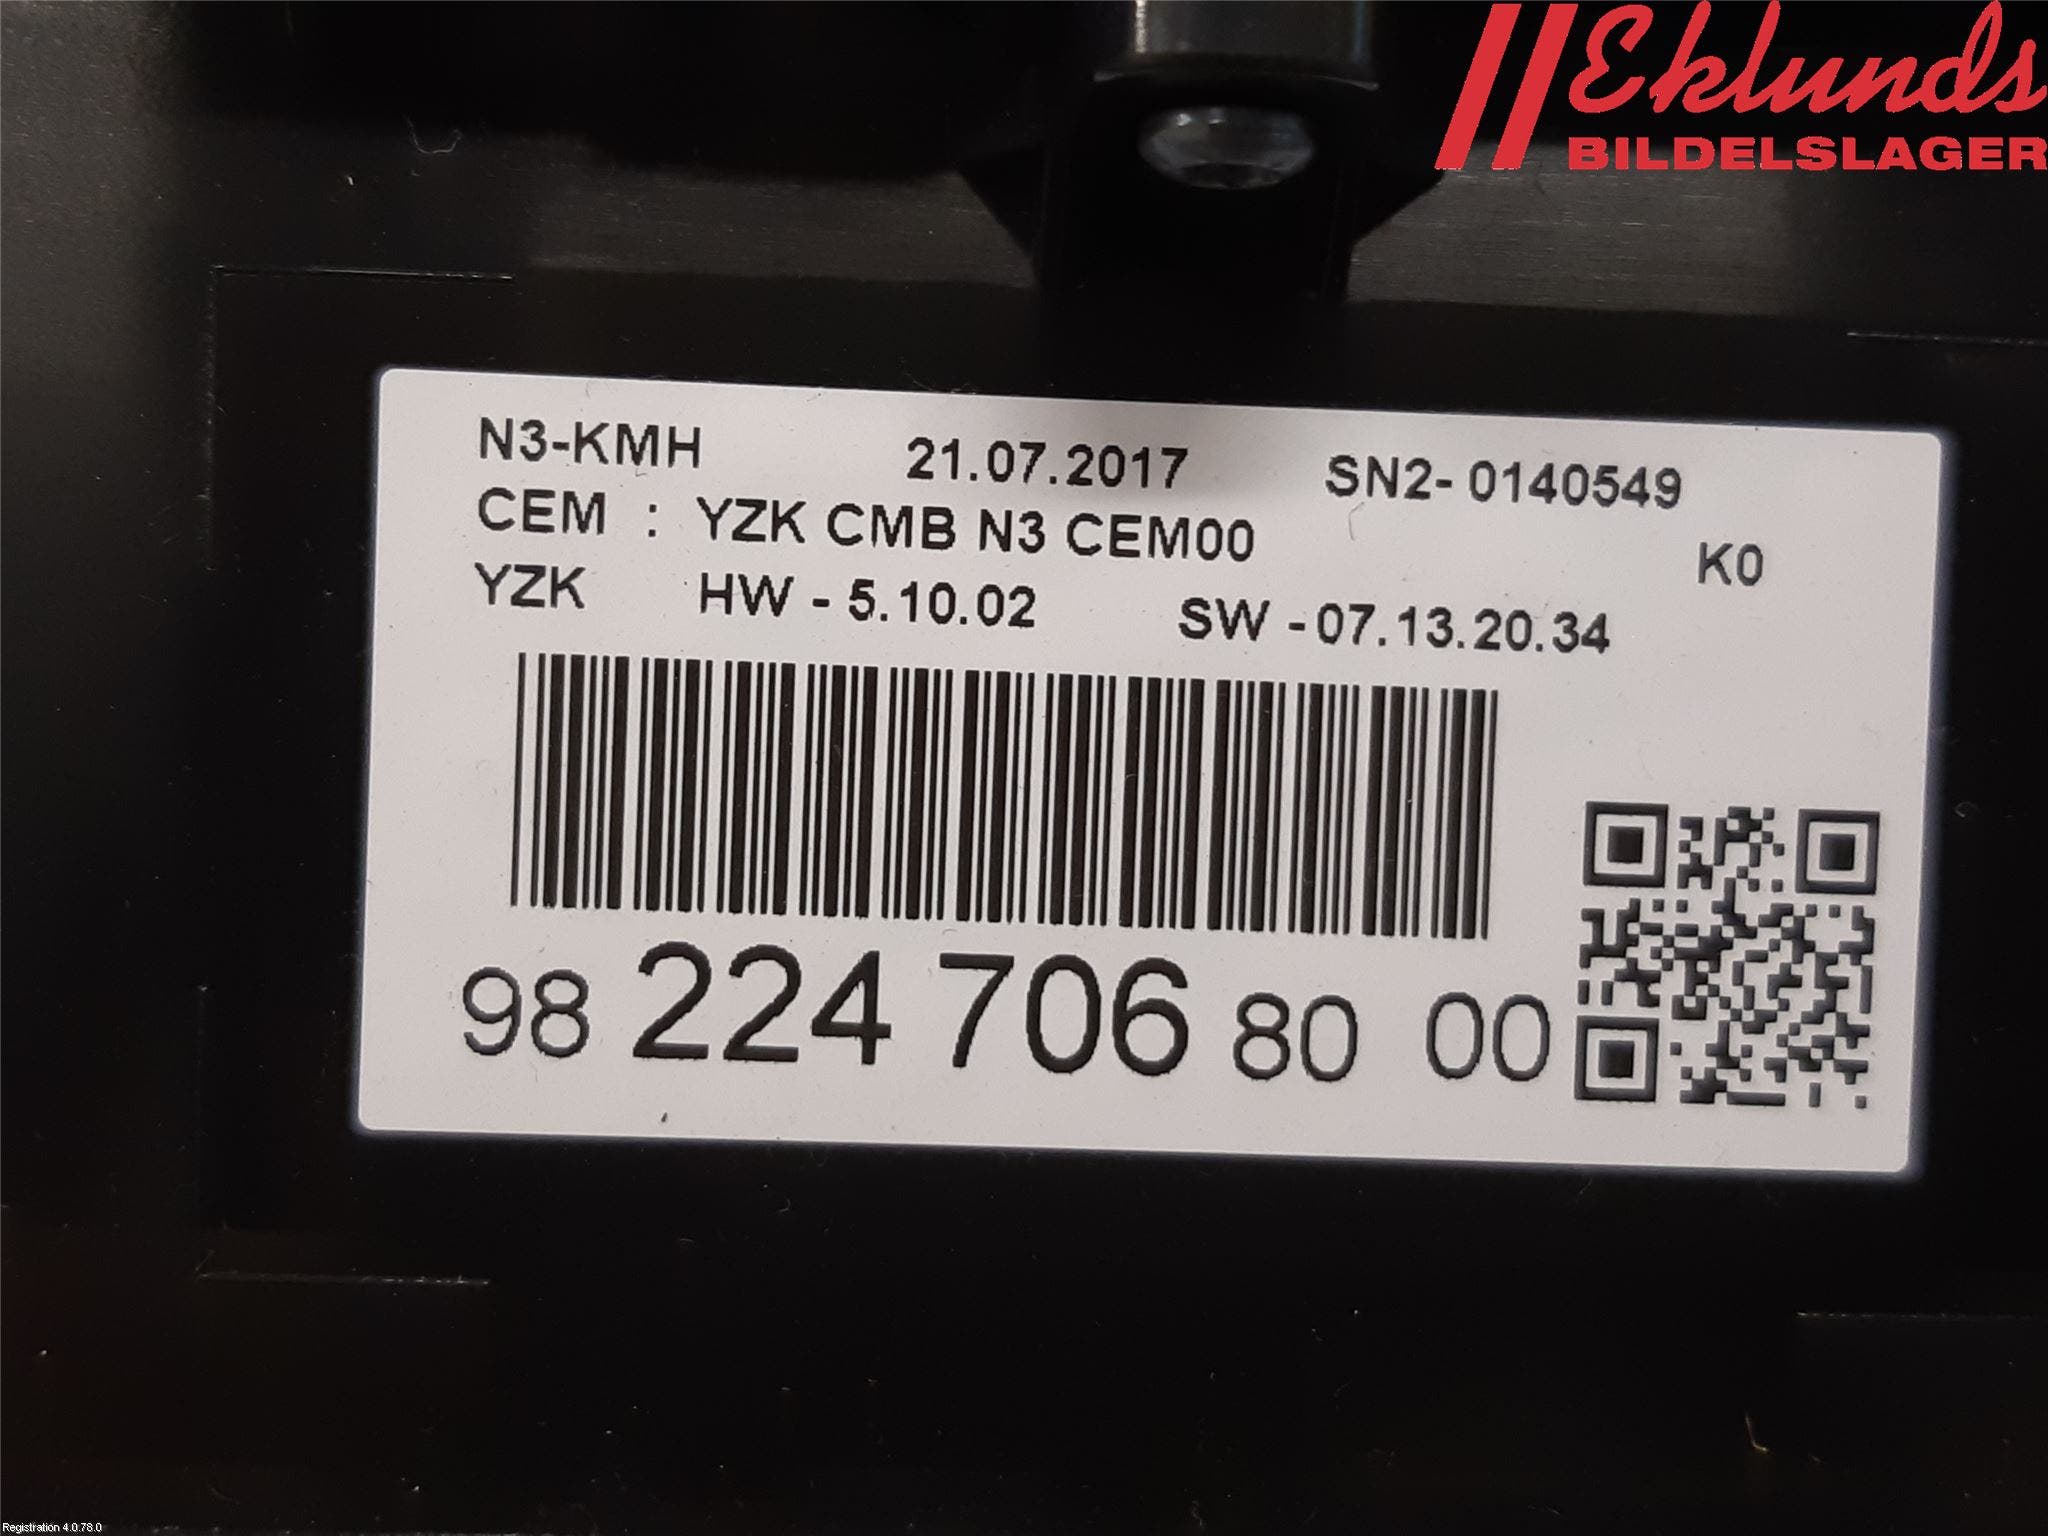 Eklunds
BILDELSLAGER
N3-KMH 21.07.2017 SN2- 0140549
CEM : YZK CMB N3 CEM00 K0
YZK HW - 5.10.02 SW -07.13.20.34
98 224 706 80 00
Registration 4.0.78.0